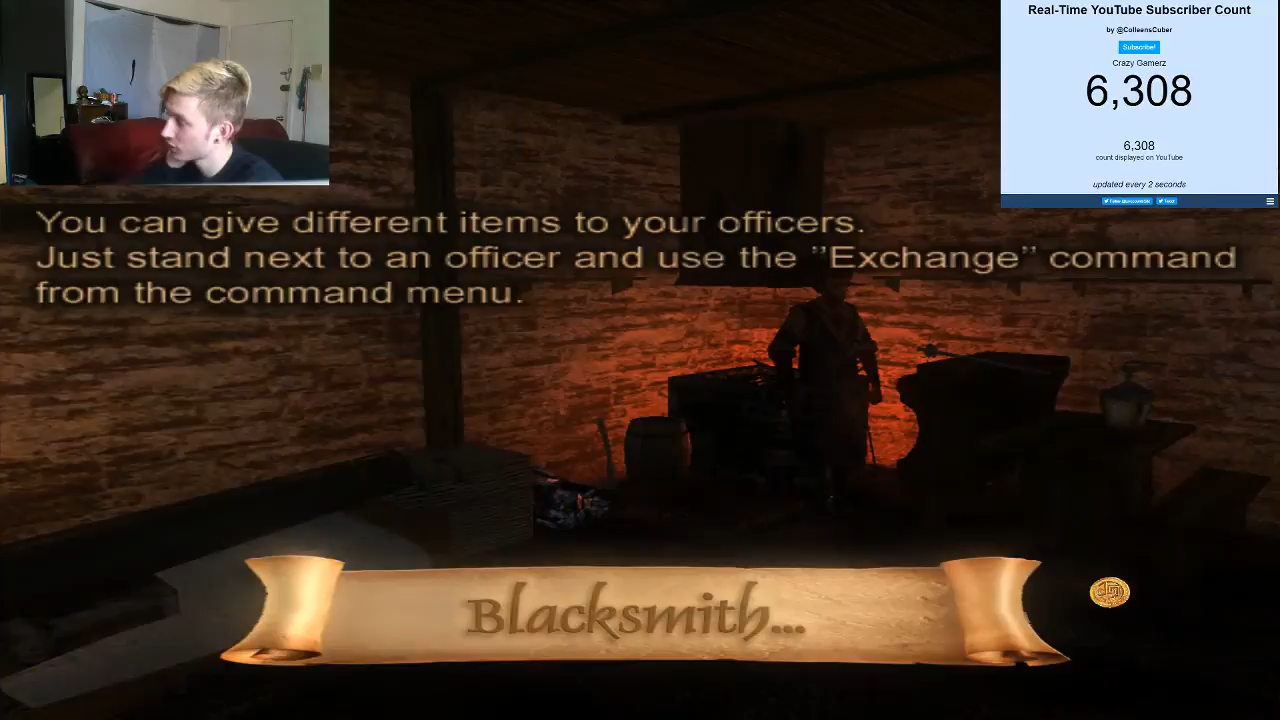 Real-Time YouTube Subscriber Count
by @ColleensCuber
Subscribe!
Crazy Gamerz
6,308
6,308
count displayed on YouTube
updated every 2 seconds
Tweet
You can give different items to your officers.
Just stand next to an officer and use the "Exchange" command
from the command menu.
Blacksmith...